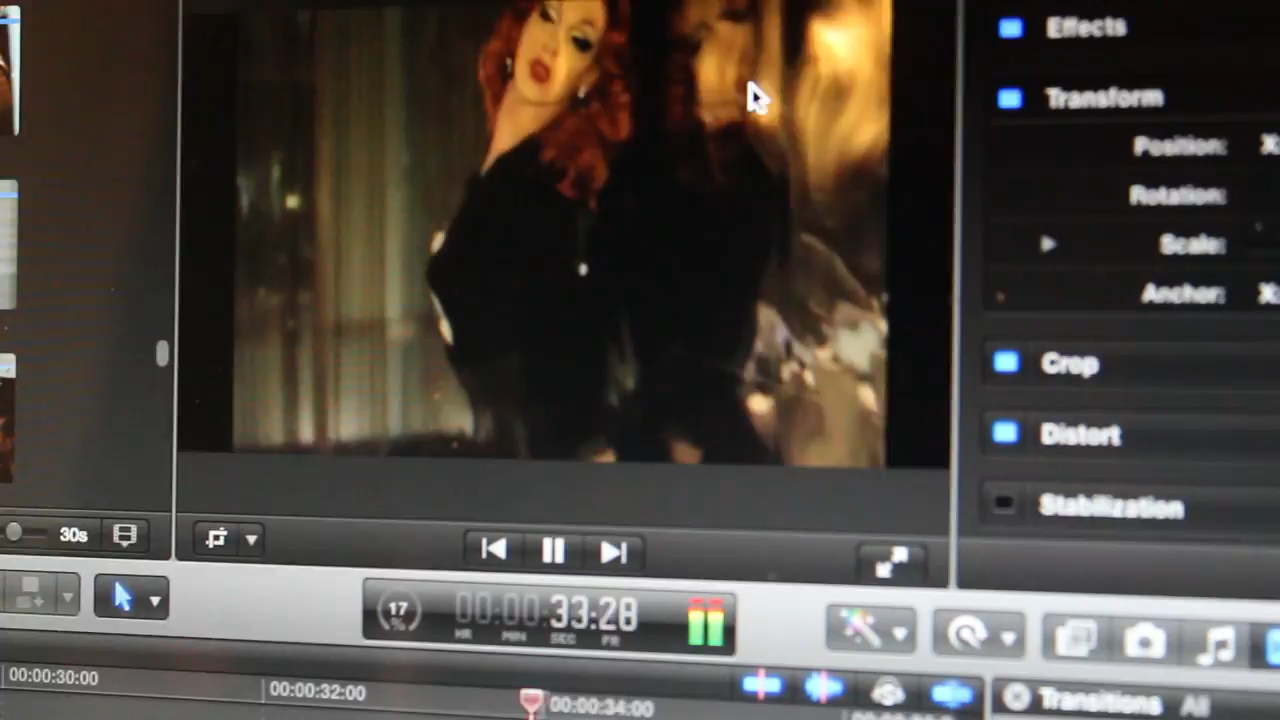 Effects
Transform
Position: X:
Rotation:
Scale:
Anchor: X:
Crop
Distort
Stabilization
30s
17 %
00:00:33:28
HR MIN SEC FR
00:00:30:00
00:00:32:00
00:00:34:00
Transitions All